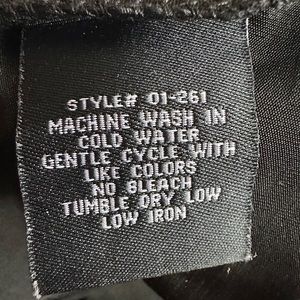 STYLE# 01-261
MACHINE WASH IN
COLD WATER
GENTLE CYCLE WITH
LIKE COLORS
NO BLEACH
TUMBLE DRY LOW
LOW IRON